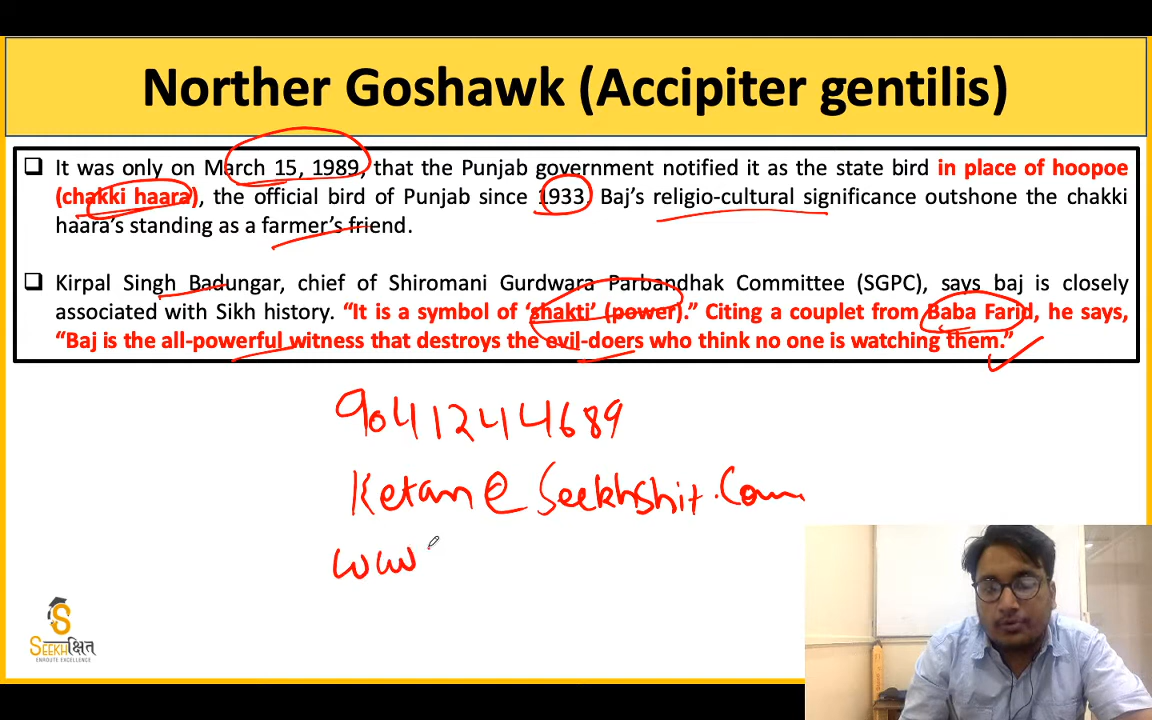 Norther Goshawk (Accipiter gentilis)
It was only on March 15, 1989, that the Punjab government notified it as the state bird in place of hoopoe
(chakki haara), the official bird of Punjab since 1933. Baj’s religio-cultural significance outshone the chakki
haara’s standing as a farmer’s friend.
Kirpal Singh Badungar, chief of Shiromani Gurdwara Parbandhak Committee (SGPC), says baj is closely
associated with Sikh history. “It is a symbol of ‘shakti’ (power).” Citing a couplet from Baba Farid, he says,
“Baj is the all-powerful witness that destroys the evil-doers who think no one is watching them.”
9041244689
Ketan@Seekhshit.Com
www
SEEKHक्षित
ENROUTE EXCELLENCE